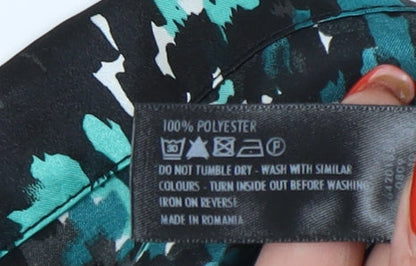 100% POLYESTER
30 P
DO NOT TUMBLE DRY - WASH WITH SIMILAR
COLOURS - TURN INSIDE OUT BEFORE WASHING
IRON ON REVERSE
MADE IN ROMANIA